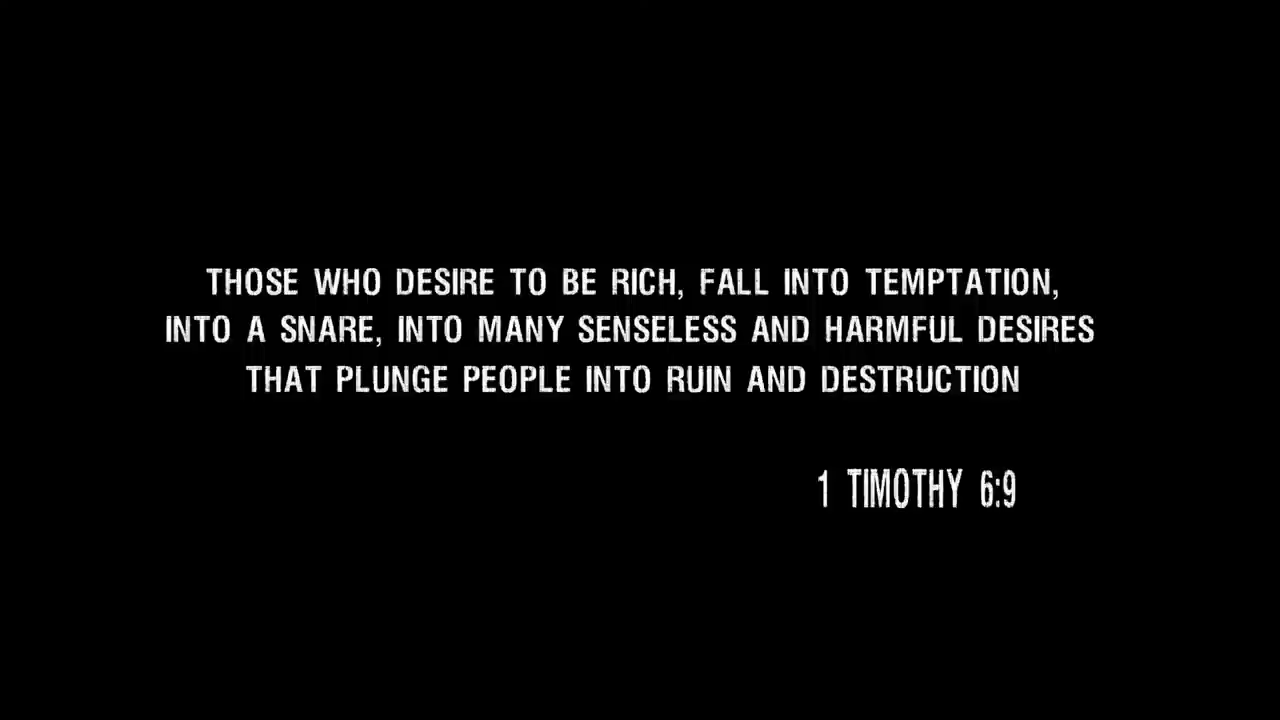 THOSE WHO DESIRE TO BE RICH, FALL INTO TEMPTATION,
INTO A SNARE, INTO MANY SENSELESS AND HARMFUL DESIRES
THAT PLUNGE PEOPLE INTO RUIN AND DESTRUCTION
1 TIMOTHY 6:9